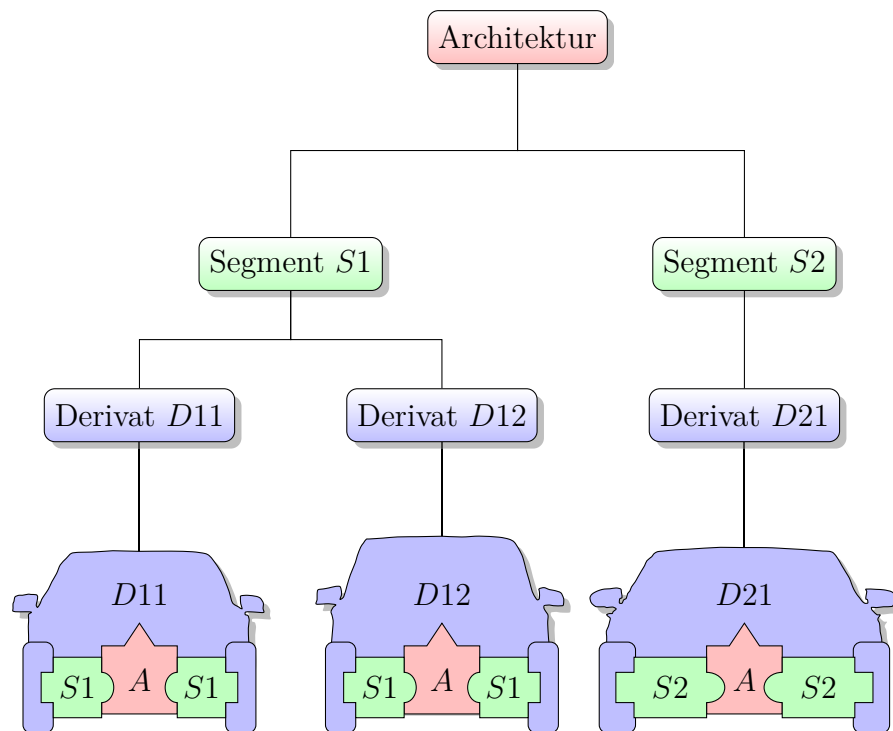 Architektur
Segment S1
Segment S2
Derivat D11
Derivat D12
Derivat D21
D11
D12
D21
S1 A S1
S1 A S1
S2 A S2